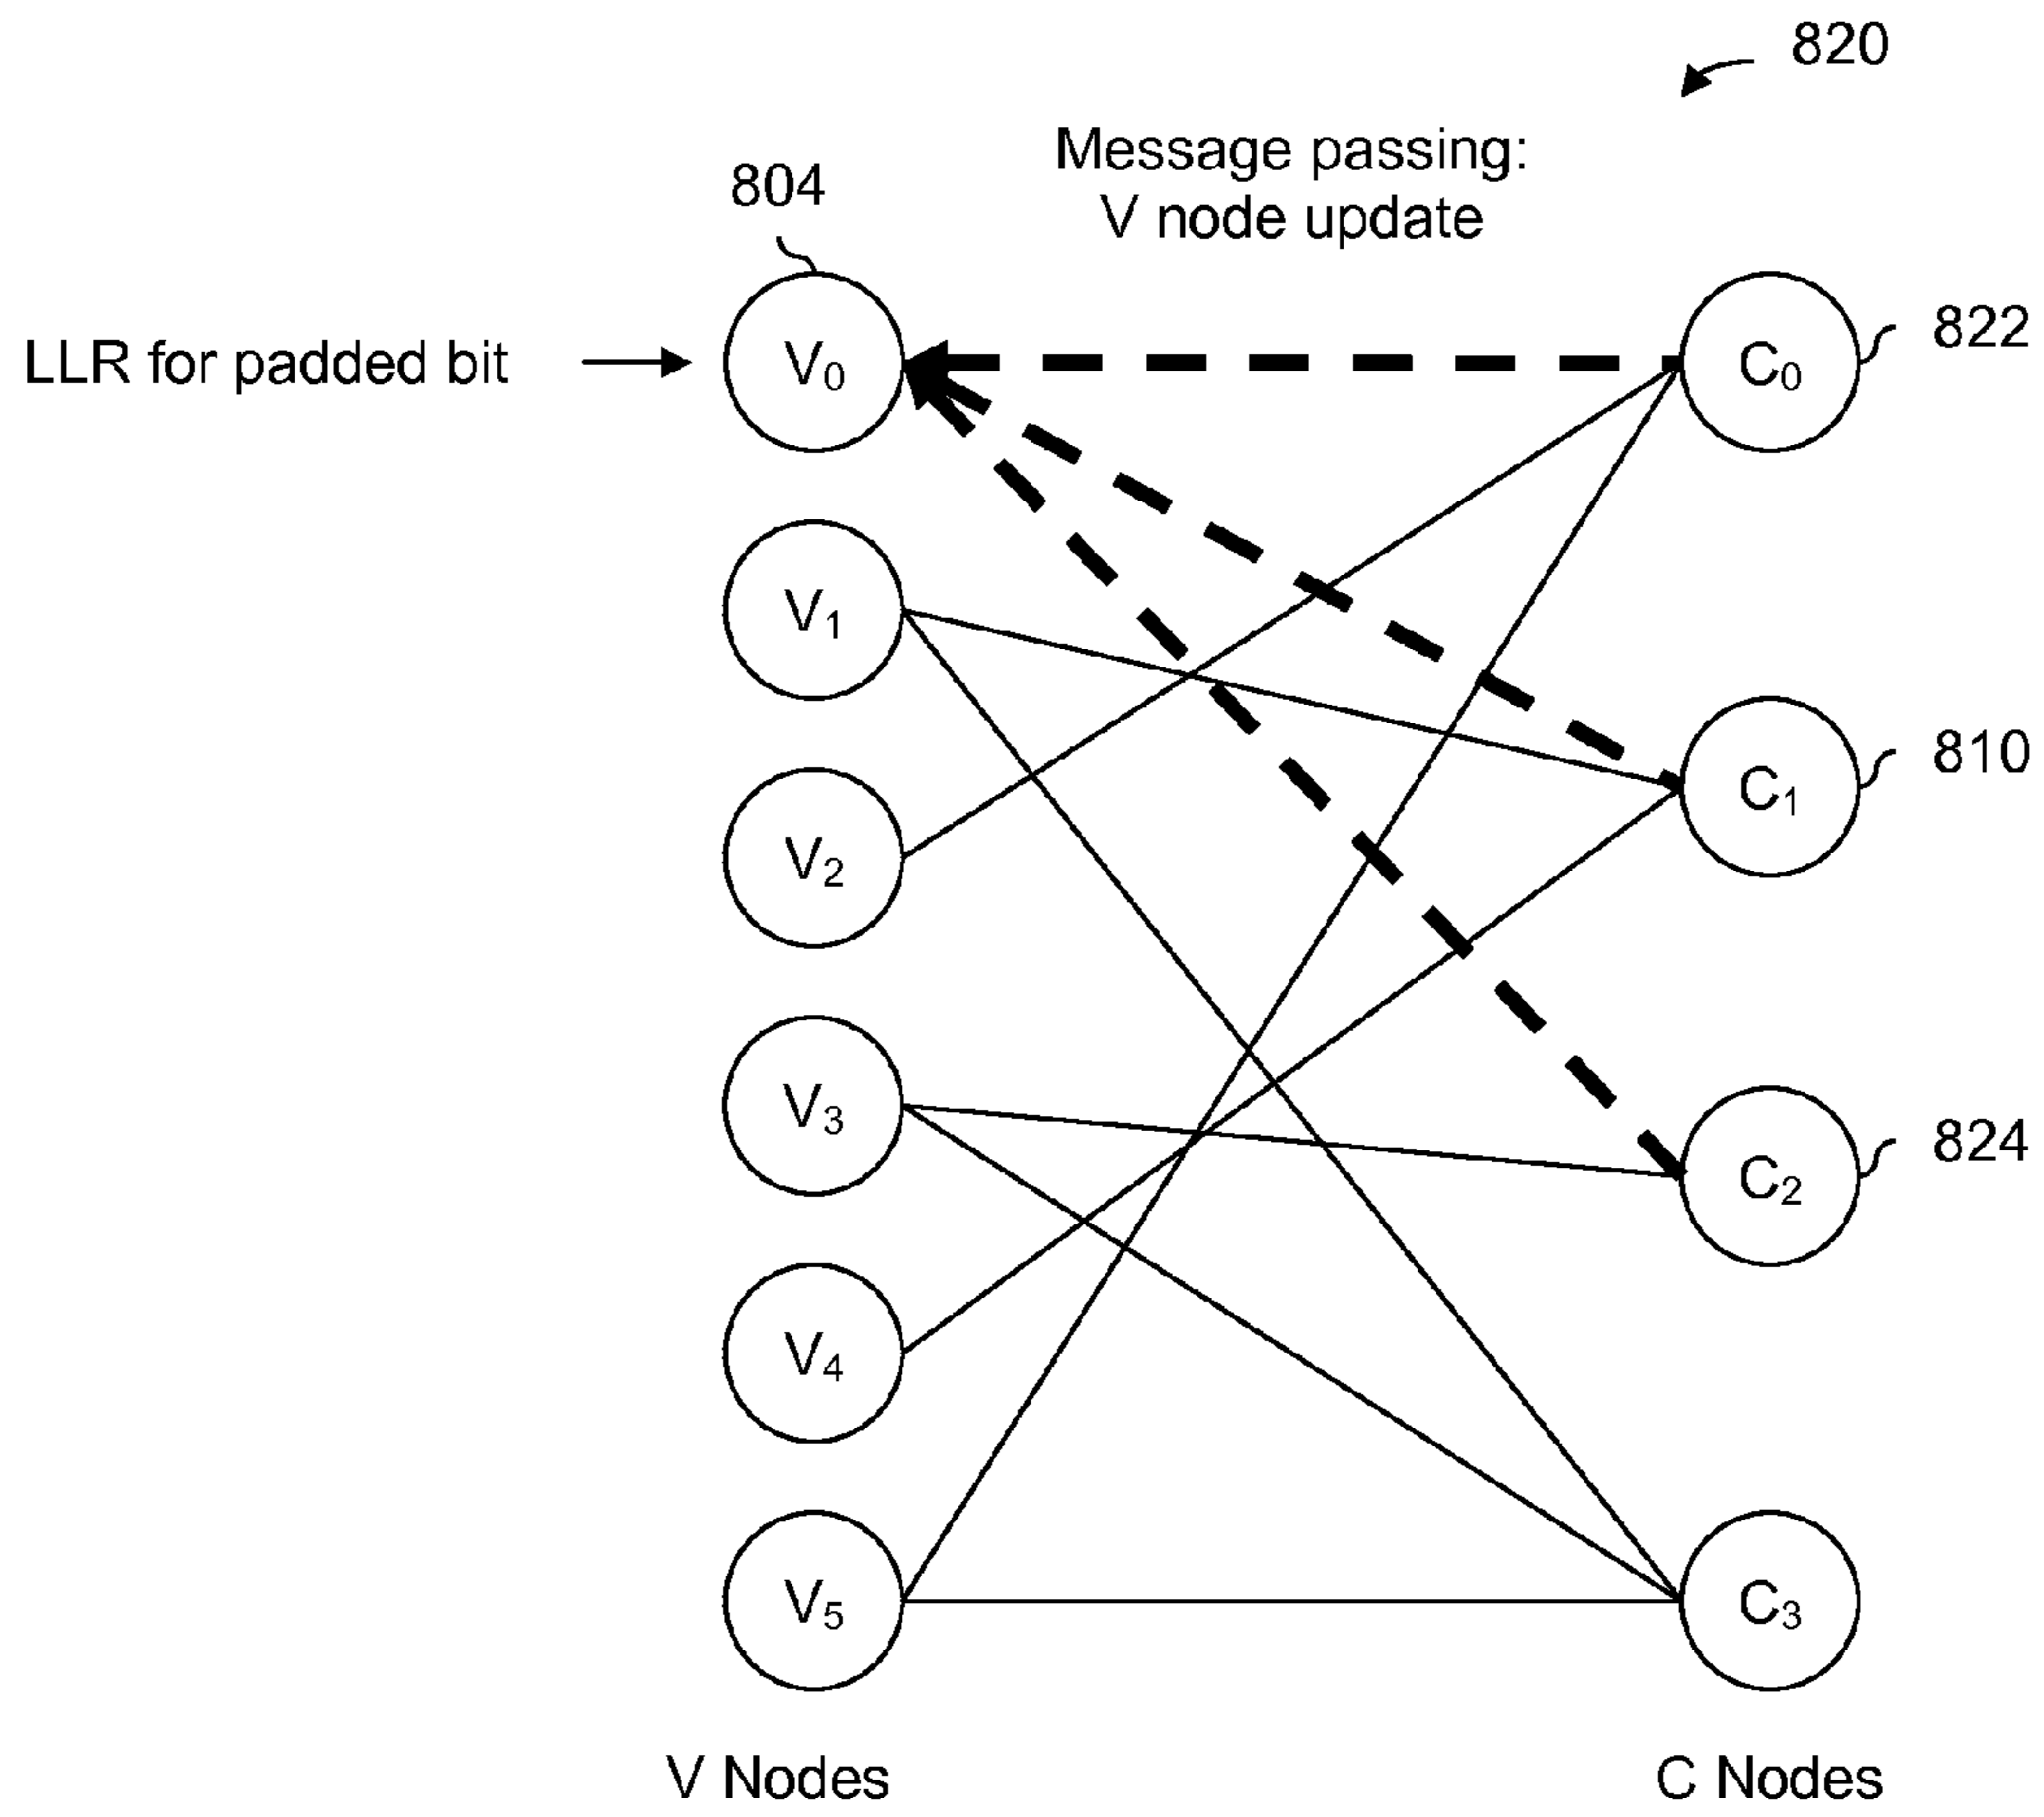 820
Message passing:
V node update
804
LLR for padded bit
V0
C0
822
V1
C1
810
V2
V3
C2
824
V4
V5
C3
V Nodes
C Nodes